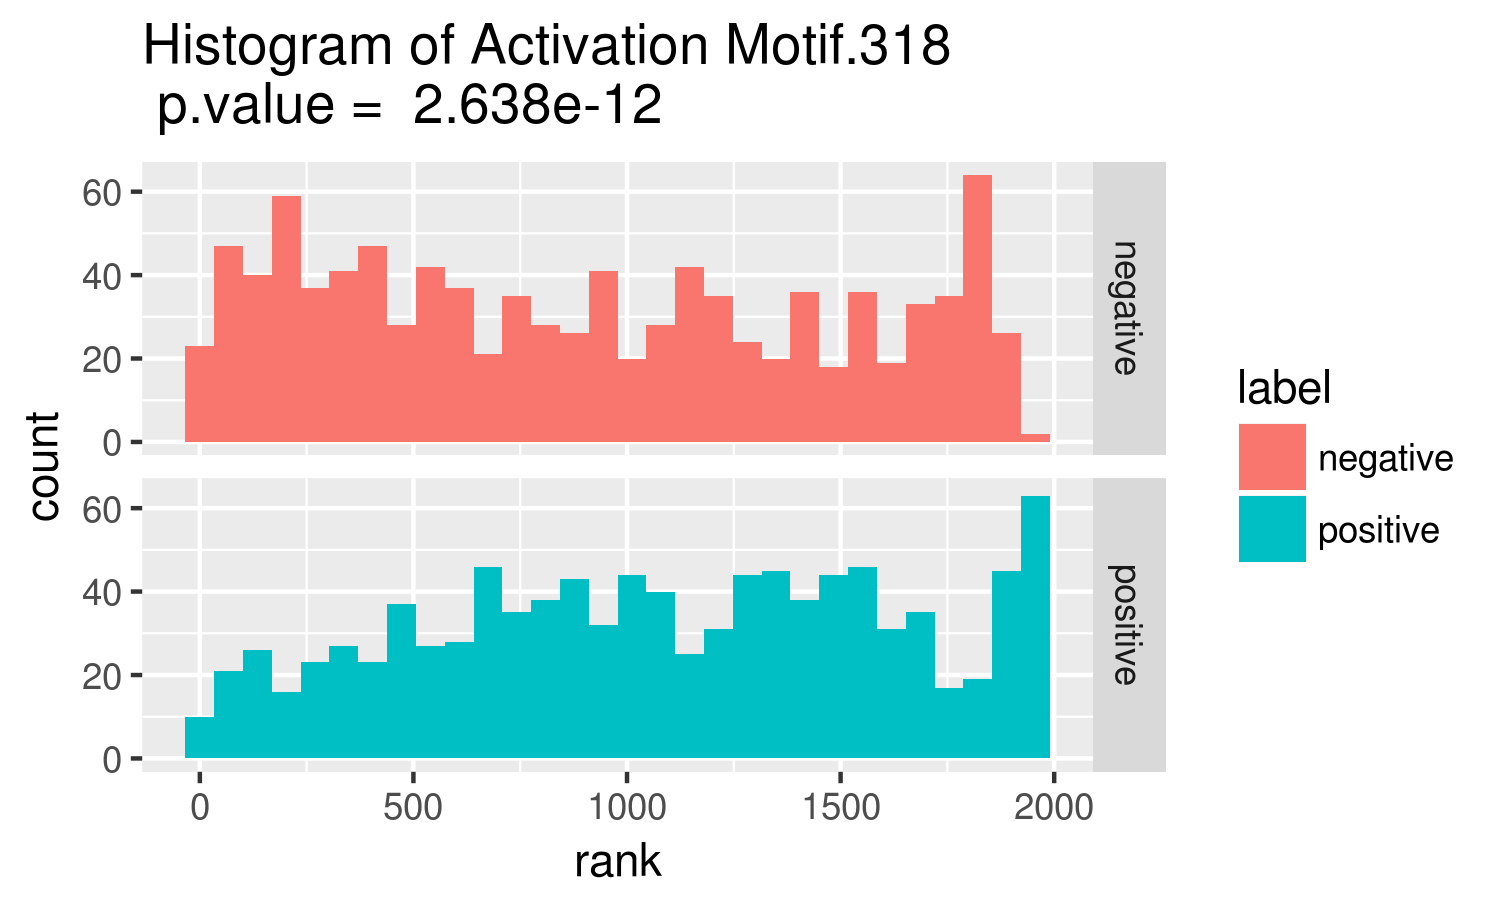 Histogram of Activation Motif.318
p.value = 2.638e-12
count
60
40
20
0
negative
60
40
20
0
positive
0 500 1000 1500 2000
rank
label
negative
positive